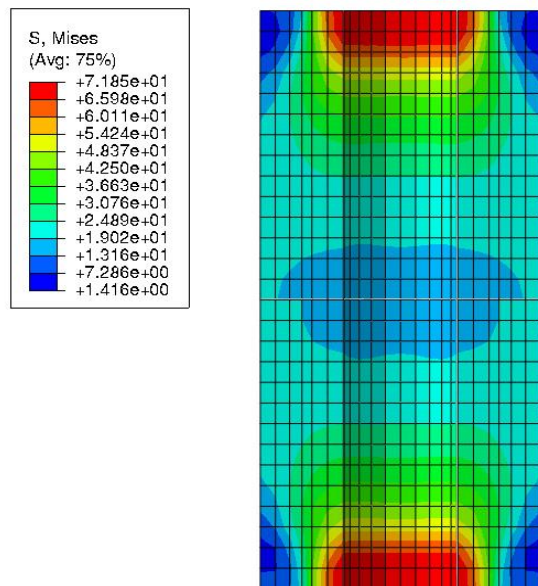 S, Mises
(Avg: 75%)
+7.185e+01
+6.598e+01
+6.011e+01
+5.424e+01
+4.837e+01
+4.250e+01
+3.663e+01
+3.076e+01
+2.489e+01
+1.902e+01
+1.316e+01
+7.286e+00
+1.416e+00